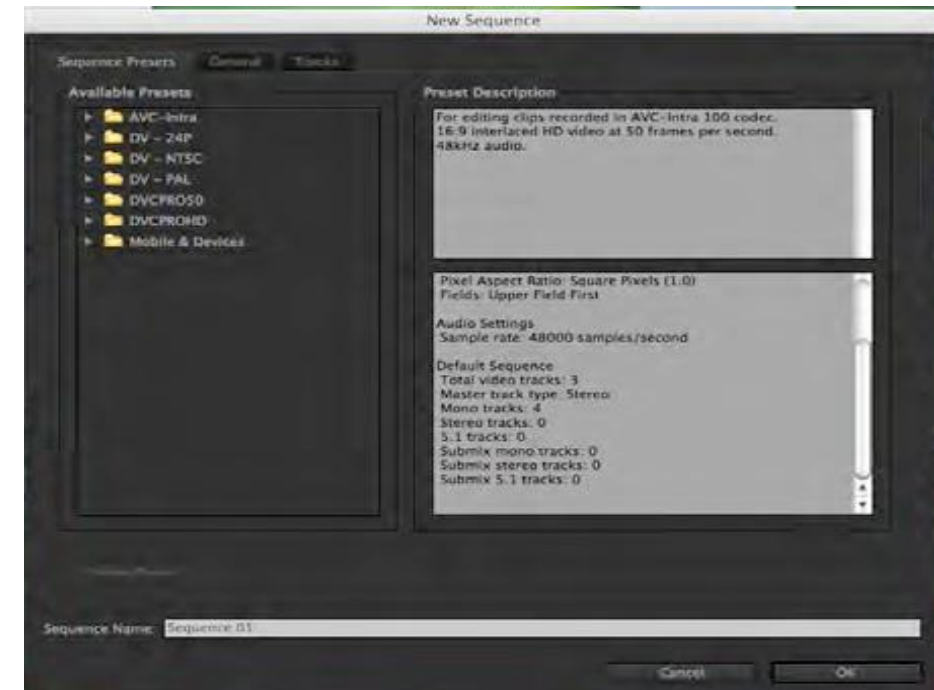 New Sequence
Sequence Presets General Tracks
Available Presets
AVC-Intra
DV - 24P
DV - NTSC
DV - PAL
DVCPRO50
DVCPROHD
Mobile & Devices
Preset Description
For editing clips recorded in AVC-Intra 100 codec.
16:9 interlaced HD video at 50 frames per second.
48kHz audio.
Pixel Aspect Ratio: Square Pixels (1.0)
Fields: Upper Field First
Audio Settings
Sample rate: 48000 samples/second
Default Sequence
Total video tracks: 3
Master track type: Stereo
Mono tracks: 4
Stereo tracks: 0
5.1 tracks: 0
Submix mono tracks: 0
Submix stereo tracks: 0
Submix 5.1 tracks: 0
Sequence Name: Sequence 01
Cancel OK